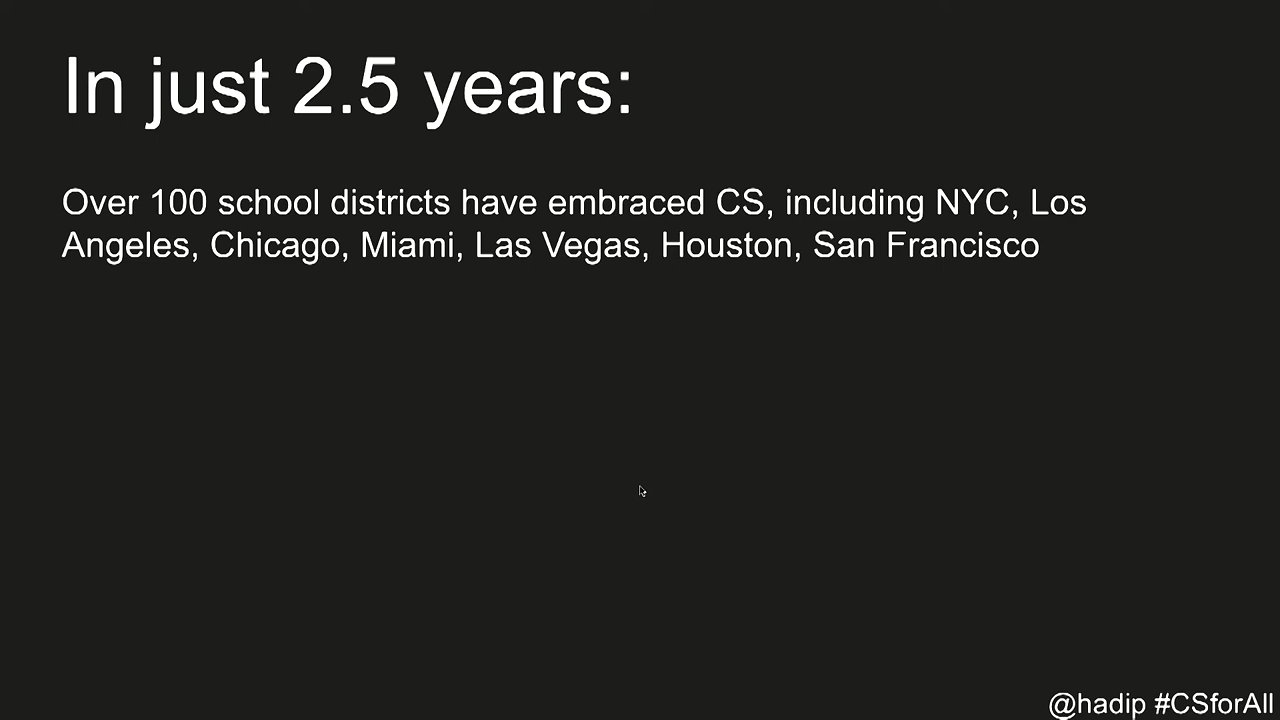 In just 2.5 years:
Over 100 school districts have embraced CS, including NYC, Los
Angeles, Chicago, Miami, Las Vegas, Houston, San Francisco
@hadip #CSforAll